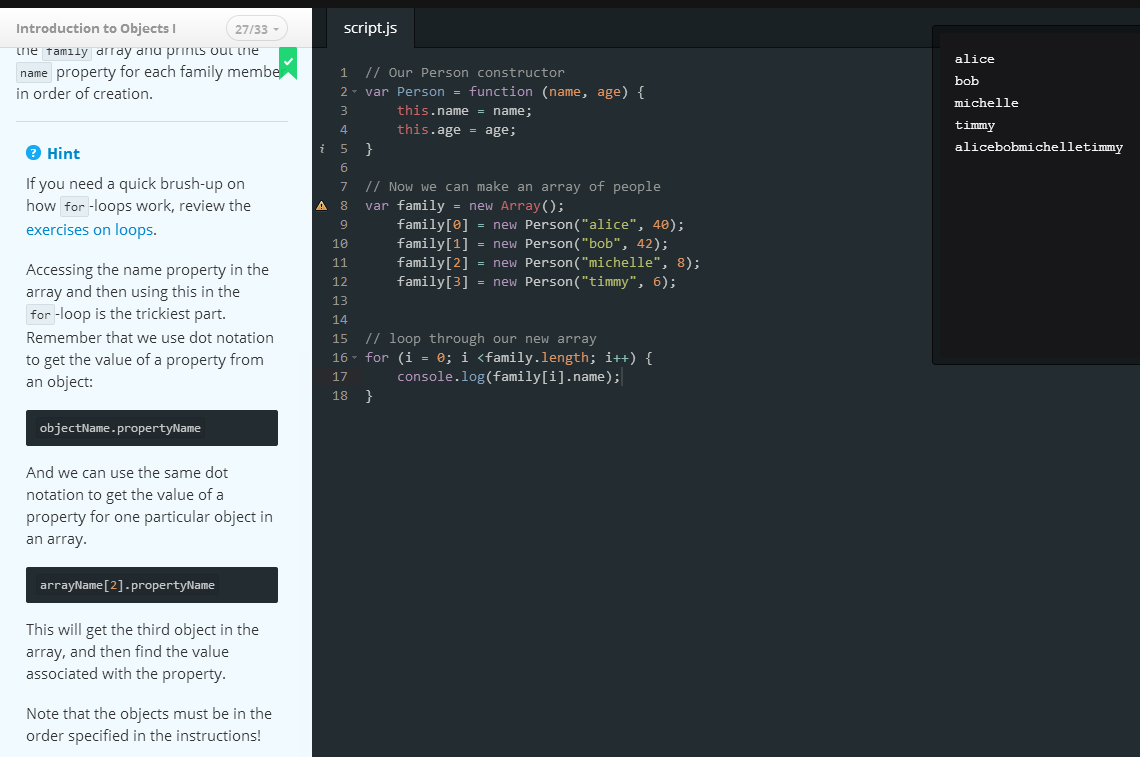 Introduction to Objects I
27/33
the family array and prints out the
name property for each family membe
in order of creation.
? Hint
If you need a quick brush-up on
how for-loops work, review the
exercises on loops.
Accessing the name property in the
array and then using this in the
for-loop is the trickiest part.
Remember that we use dot notation
to get the value of a property from
an object:
objectName.propertyName
And we can use the same dot
notation to get the value of a
property for one particular object in
an array.
arrayName[2].propertyName
This will get the third object in the
array, and then find the value
associated with the property.
Note that the objects must be in the
order specified in the instructions!
script.js
1 // Our Person constructor
2 var Person = function (name, age) {
3     this.name = name;
4     this.age = age;
i 5 }
6
7 // Now we can make an array of people
8 var family = new Array();
9     family[0] = new Person("alice", 40);
10     family[1] = new Person("bob", 42);
11     family[2] = new Person("michelle", 8);
12     family[3] = new Person("timmy", 6);
13
14
15 // loop through our new array
16 for (i = 0; i <family.length; i++) {
17     console.log(family[i].name);
18 }
alice
bob
michelle
timmy
alicebobmichelletimmy